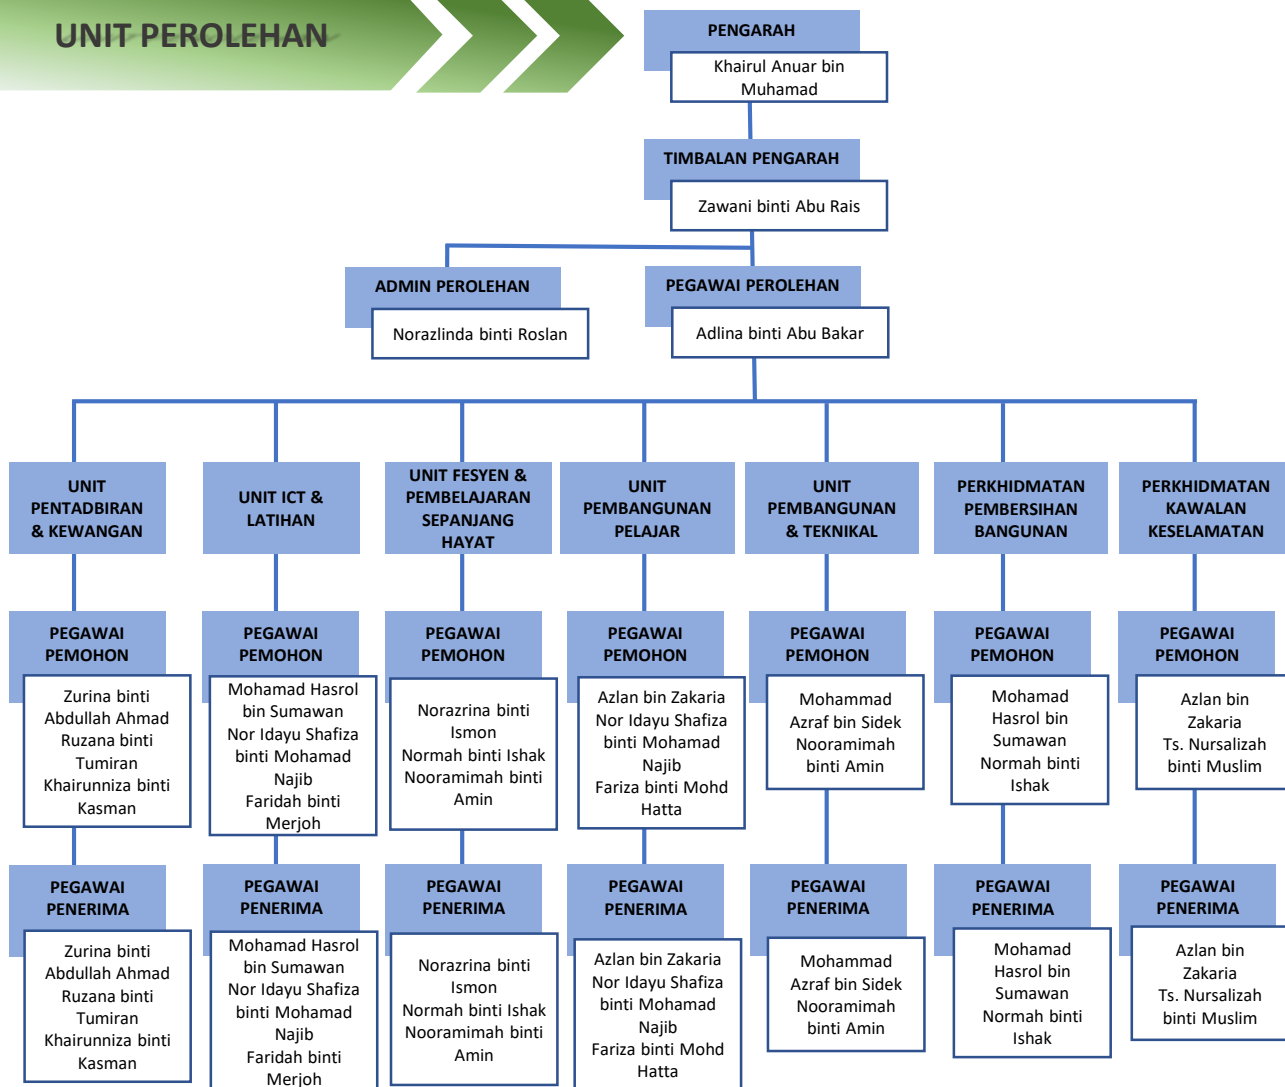 UNIT PEROLEHAN
PENGARAH
Khairul Anuar bin
Muhamad
TIMBALAN PENGARAH
Zawani binti Abu Rais
ADMIN PEROLEHAN
Norazlinda binti Roslan
PEGAWAI PEROLEHAN
Adlina binti Abu Bakar
UNIT
PENTADBIRAN
& KEWANGAN
UNIT ICT &
LATIHAN
UNIT FESYEN &
PEMBELAJARAN
SEPANJANG
HAYAT
UNIT
PEMBANGUNAN
PELAJAR
UNIT
PEMBANGUNAN
& TEKNIKAL
PERKHIDMATAN
PEMBERSIHAN
BANGUNAN
PERKHIDMATAN
KAWALAN
KESELAMATAN
PEGAWAI
PEMOHON
Zurina binti
Abdullah Ahmad
Ruzana binti
Tumiran
Khairunniza binti
Kasman
PEGAWAI
PEMOHON
Mohamad Hasrol
bin Sumawan
Nor Idayu Shafiza
binti Mohamad
Najib
Faridah binti
Merjoh
PEGAWAI
PEMOHON
Norazrina binti
Ismon
Normah binti Ishak
Nooramimah binti
Amin
PEGAWAI
PEMOHON
Azlan bin Zakaria
Nor Idayu Shafiza
binti Mohamad
Najib
Fariza binti Mohd
Hatta
PEGAWAI
PEMOHON
Mohammad
Azraf bin Sidek
Nooramimah
binti Amin
PEGAWAI
PEMOHON
Mohamad
Hasrol bin
Sumawan
Normah binti
Ishak
PEGAWAI
PEMOHON
Azlan bin
Zakaria
Ts. Nursalizah
binti Muslim
PEGAWAI
PENERIMA
Zurina binti
Abdullah Ahmad
Ruzana binti
Tumiran
Khairunniza binti
Kasman
PEGAWAI
PENERIMA
Mohamad Hasrol
bin Sumawan
Nor Idayu Shafiza
binti Mohamad
Najib
Faridah binti
Merjoh
PEGAWAI
PENERIMA
Norazrina binti
Ismon
Normah binti Ishak
Nooramimah binti
Amin
PEGAWAI
PENERIMA
Azlan bin Zakaria
Nor Idayu Shafiza
binti Mohamad
Najib
Fariza binti Mohd
Hatta
PEGAWAI
PENERIMA
Mohammad
Azraf bin Sidek
Nooramimah
binti Amin
PEGAWAI
PENERIMA
Mohamad
Hasrol bin
Sumawan
Normah binti
Ishak
PEGAWAI
PENERIMA
Azlan bin
Zakaria
Ts. Nursalizah
binti Muslim